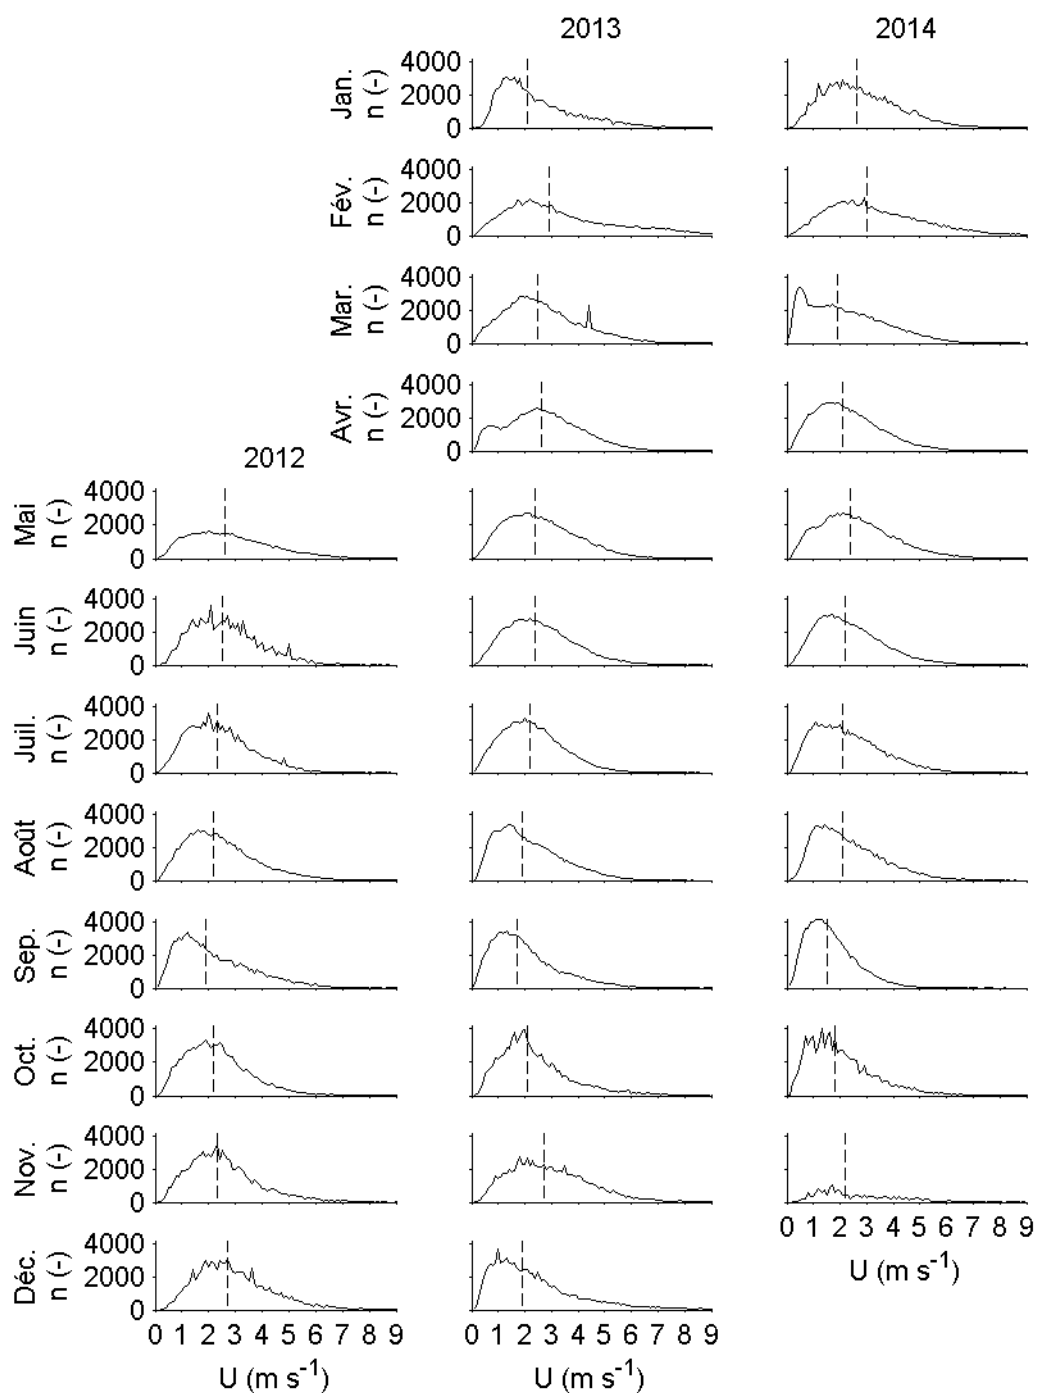 2013 2014
4000
2000
0
Jan.
n (-)
4000
2000
0
Fév.
n (-)
4000
2000
0
Mar.
n (-)
4000
2000
0
Avr.
n (-)
2012
4000
2000
0
Mai
n (-)
4000
2000
0
Juin
n (-)
4000
2000
0
Juil.
n (-)
4000
2000
0
Août
n (-)
4000
2000
0
Sep.
n (-)
4000
2000
0
Oct.
n (-)
4000
2000
0
Nov.
n (-)
0 1 2 3 4 5 6 7 8 9
U (m s⁻¹)
4000
2000
0
Déc.
n (-)
0 1 2 3 4 5 6 7 8 9 0 1 2 3 4 5 6 7 8 9
U (m s⁻¹) U (m s⁻¹)